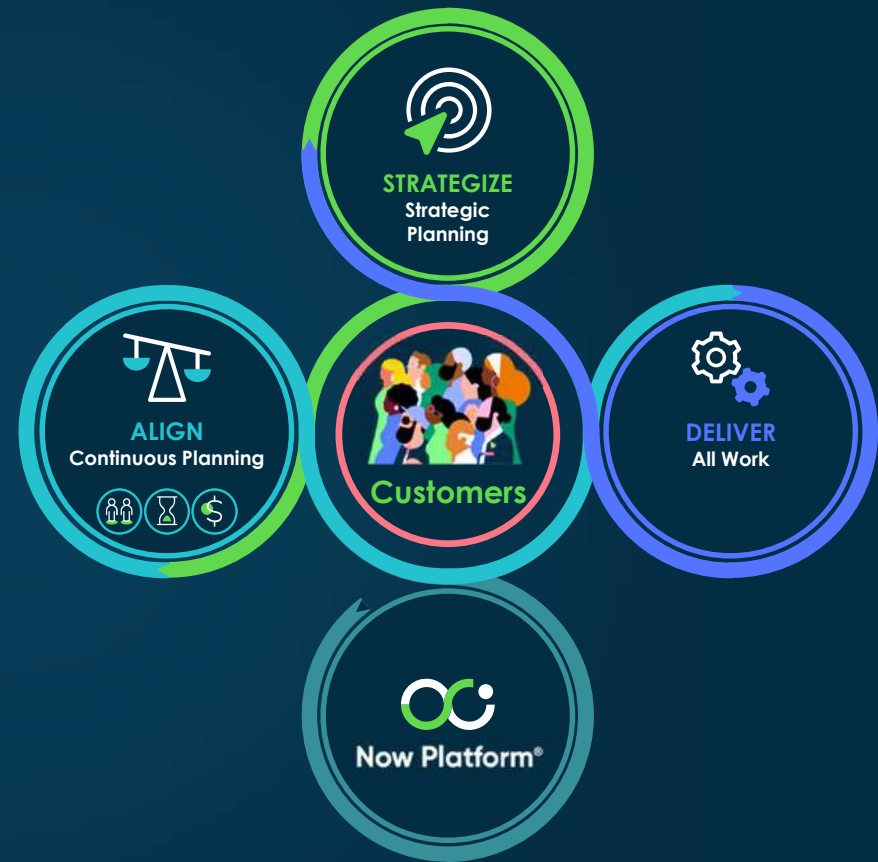 STRATEGIZE
Strategic
Planning
ALIGN
Continuous Planning
$
Customers
DELIVER
All Work
Now Platform®